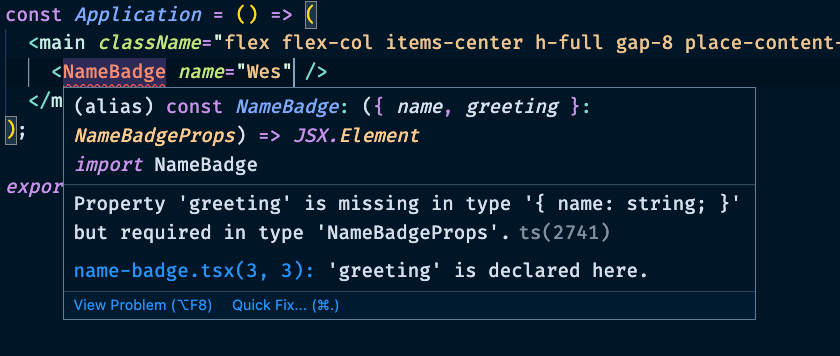 const Application = () => (
<main className="flex flex-col items-center h-full gap-8 place-content-
<NameBadge name="Wes" />
</m
(alias) const NameBadge: ({ name, greeting }:
);
NameBadgeProps) => JSX.Element
import NameBadge
expor
Property 'greeting' is missing in type '{ name: string; }'
but required in type 'NameBadgeProps'. ts(2741)
name-badge.tsx(3, 3): 'greeting' is declared here.
View Problem (⌥F8) Quick Fix... (⌘.)